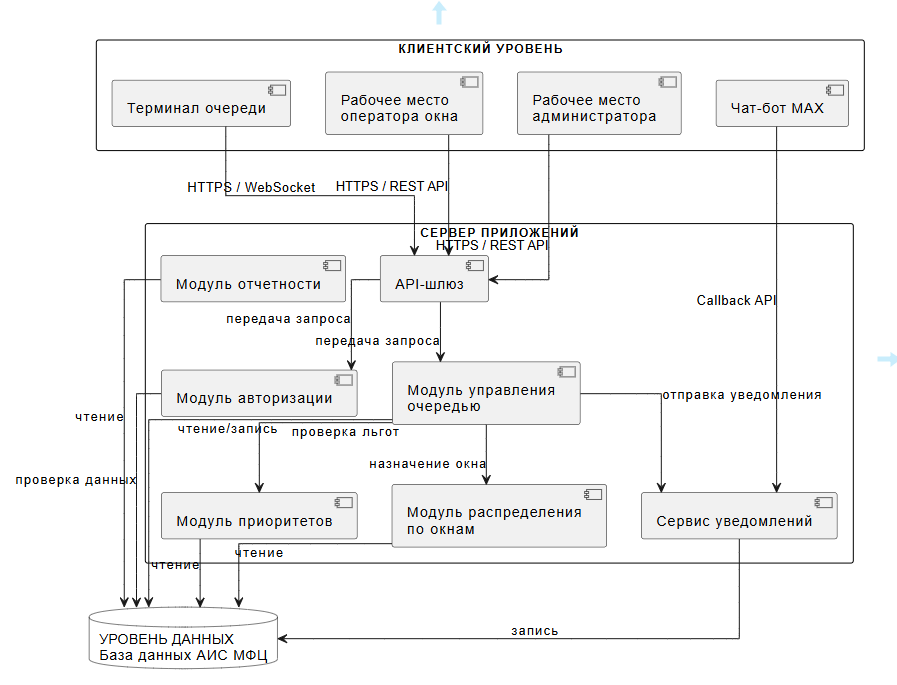 КЛИЕНТСКИЙ УРОВЕНЬ
Терминал очереди
Рабочее место
оператора окна
Рабочее место
администратора
Чат-бот MAX
HTTPS / WebSocket
HTTPS / REST API
СЕРВЕР ПРИЛОЖЕНИЙ
HTTPS / REST API
Модуль отчетности
API-шлюз
Callback API
передача запроса
передача запроса
Модуль авторизации
Модуль управления
очередью
отправка уведомления
чтение
чтение/запись
проверка льгот
назначение окна
проверка данных
Модуль приоритетов
Модуль распределения
по окнам
Сервис уведомлений
чтение
чтение
запись
УРОВЕНЬ ДАННЫХ
База данных АИС МФЦ